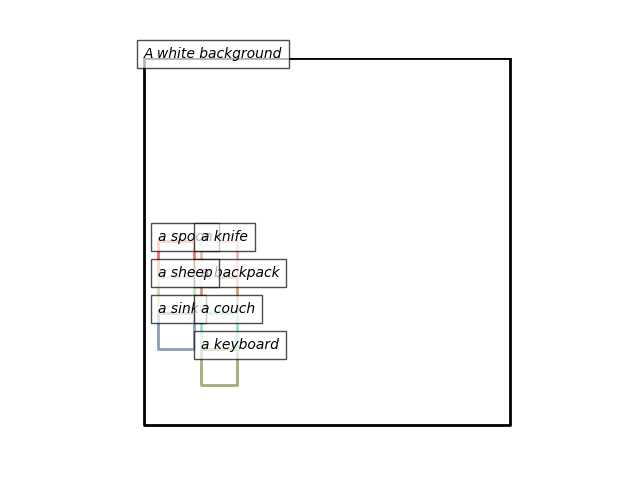 A white background
a spoon
a knife
a sheep
a backpack
a sink
a couch
a keyboard